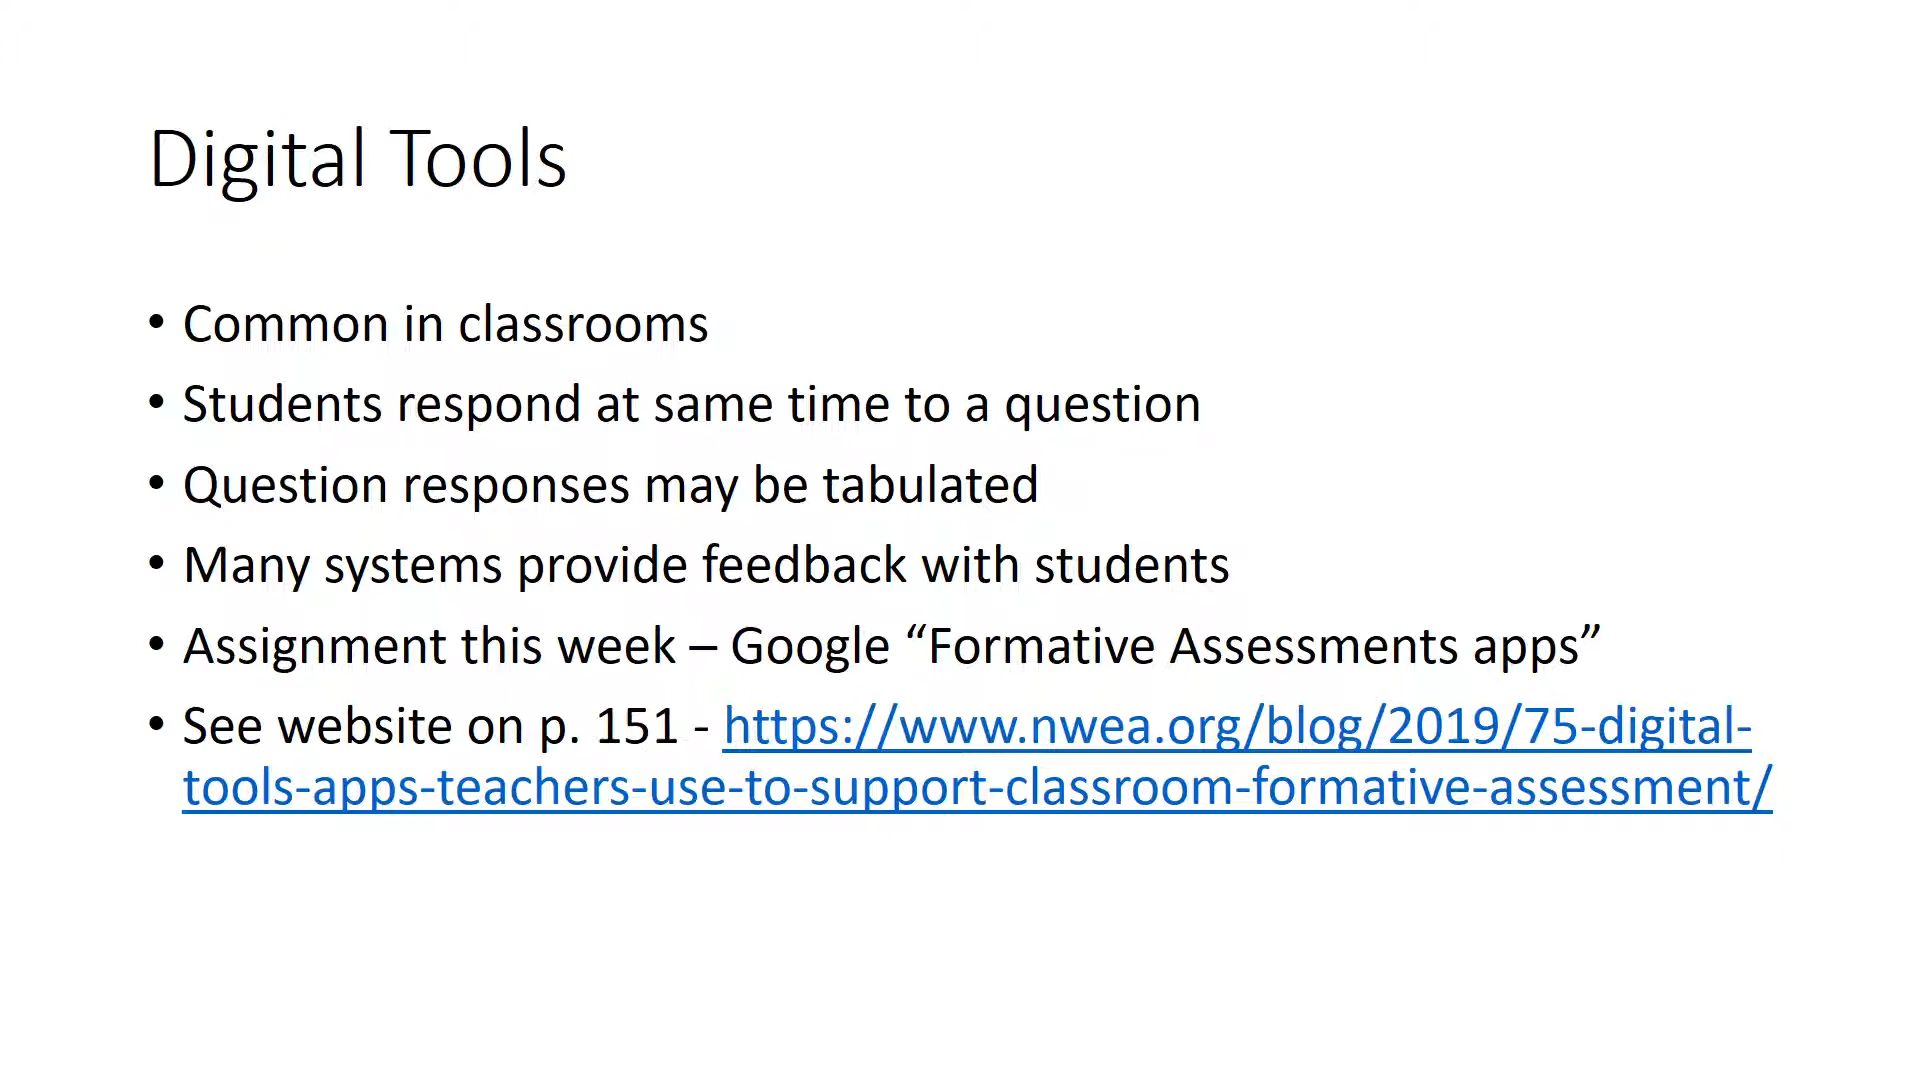 Digital Tools
• Common in classrooms
• Students respond at same time to a question
• Question responses may be tabulated
• Many systems provide feedback with students
• Assignment this week – Google “Formative Assessments apps”
• See website on p. 151 - https://www.nwea.org/blog/2019/75-digital-
tools-apps-teachers-use-to-support-classroom-formative-assessment/